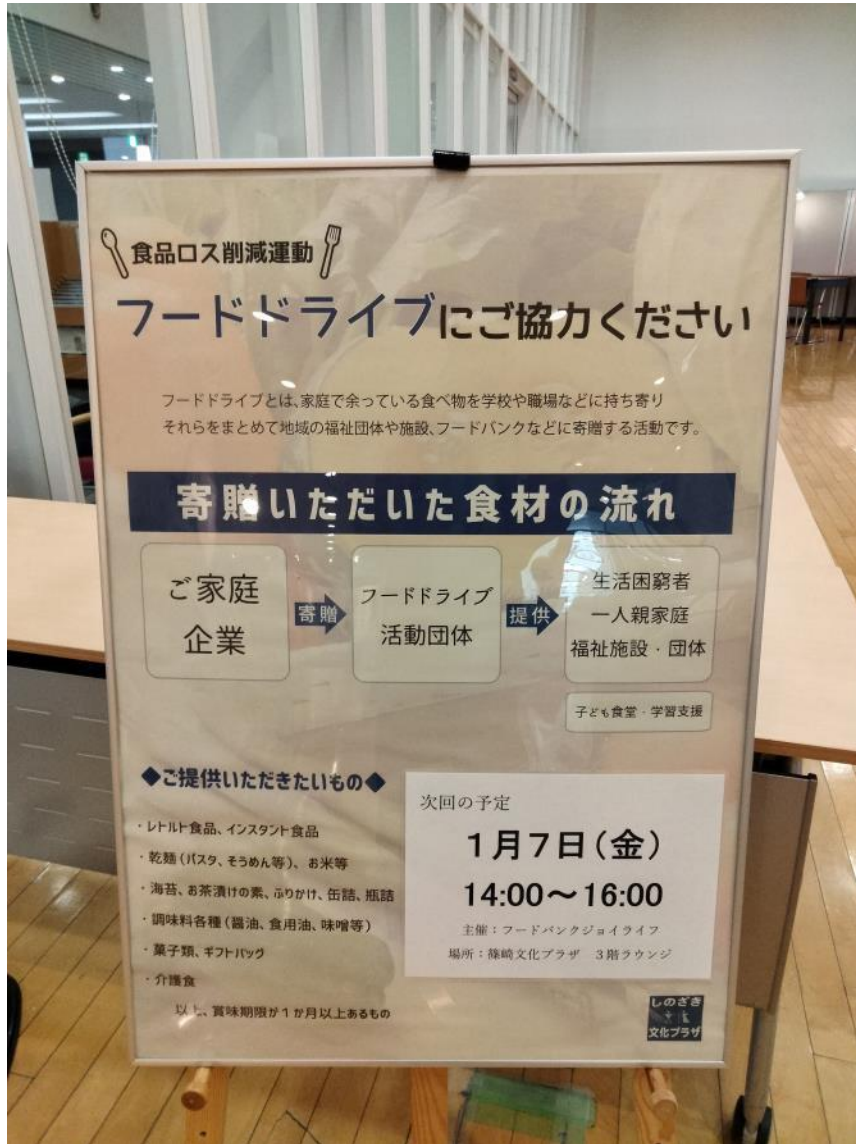 食品ロス削減運動
フードドライブにご協力ください
フードドライブとは、家庭で余っている食べ物を学校や職場などに持ち寄り
それらをまとめて地域の福祉団体や施設、フードバンクなどに寄贈する活動です。
寄贈いただいた食材の流れ
ご家庭
企業
寄贈
フードドライブ
活動団体
提供
生活困窮者
一人親家庭
福祉施設・団体
子ども食堂・学習支援
◆ご提供いただきたいもの◆
・レトルト食品、インスタント食品
・乾麺(パスタ、そうめん等)、お米等
・海苔、お茶漬けの素、ふりかけ、缶詰、瓶詰
・調味料各種(醤油、食用油、味噌等)
・菓子類、ギフトパック
・介護食
以上、賞味期限が1か月以上あるもの
次回の予定
1月7日(金)
14:00~16:00
主催:フードバンクジョイライフ
場所:篠崎文化プラザ 3階ラウンジ
しのざき
文化プラザ